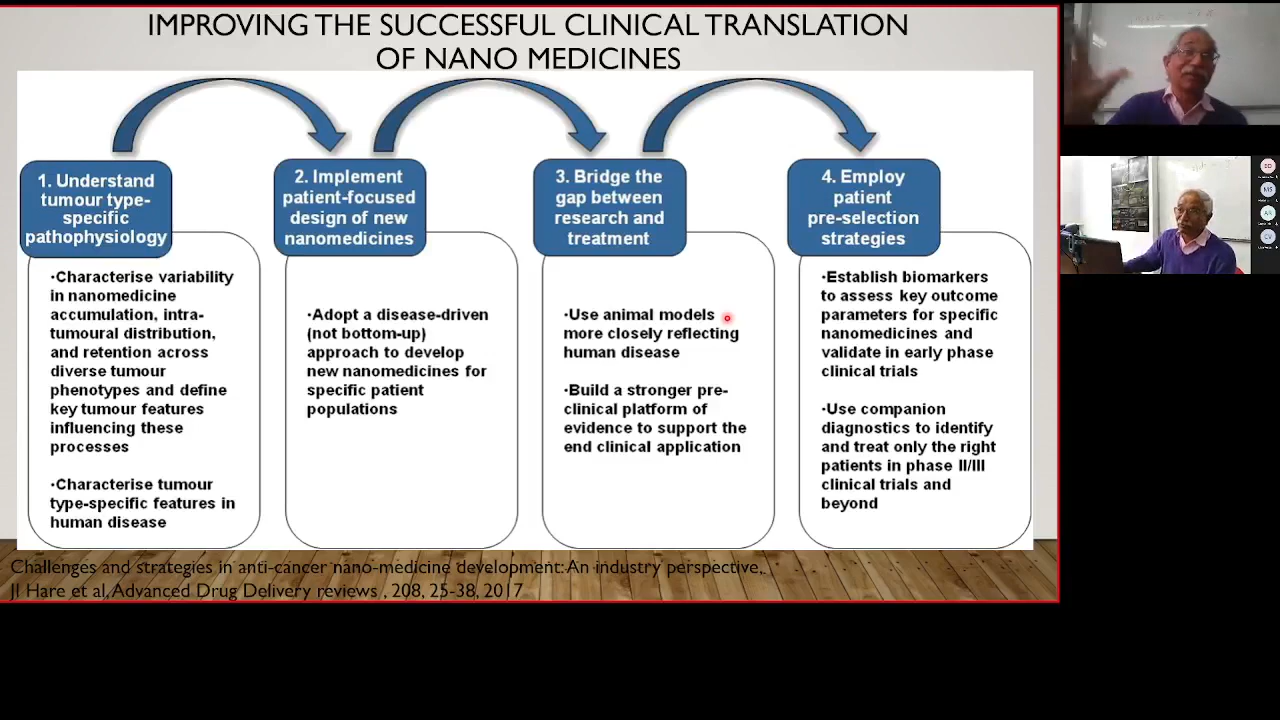 IMPROVING THE SUCCESSFUL CLINICAL TRANSLATION
OF NANO MEDICINES
1. Understand
tumour type-
specific
pathophysiology
·Characterise variability
in nanomedicine
accumulation, intra-
tumoural distribution,
and retention across
diverse tumour
phenotypes and define
key tumour features
influencing these
processes
·Characterise tumour
type-specific features in
human disease
2. Implement
patient-focused
design of new
nanomedicines
·Adopt a disease-driven
(not bottom-up)
approach to develop
new nanomedicines for
specific patient
populations
3. Bridge the
gap between
research and
treatment
·Use animal models
more closely reflecting
human disease
·Build a stronger pre-
clinical platform of
evidence to support the
end clinical application
4. Employ
patient
pre-selection
strategies
·Establish biomarkers
to assess key outcome
parameters for specific
nanomedicines and
validate in early phase
clinical trials
·Use companion
diagnostics to identify
and treat only the right
patients in phase II/III
clinical trials and
beyond
Challenges and strategies in anti-cancer nano-medicine development: An industry perspective,
JI Hare et al, Advanced Drug Delivery reviews , 208, 25-38, 2017
MS
AR